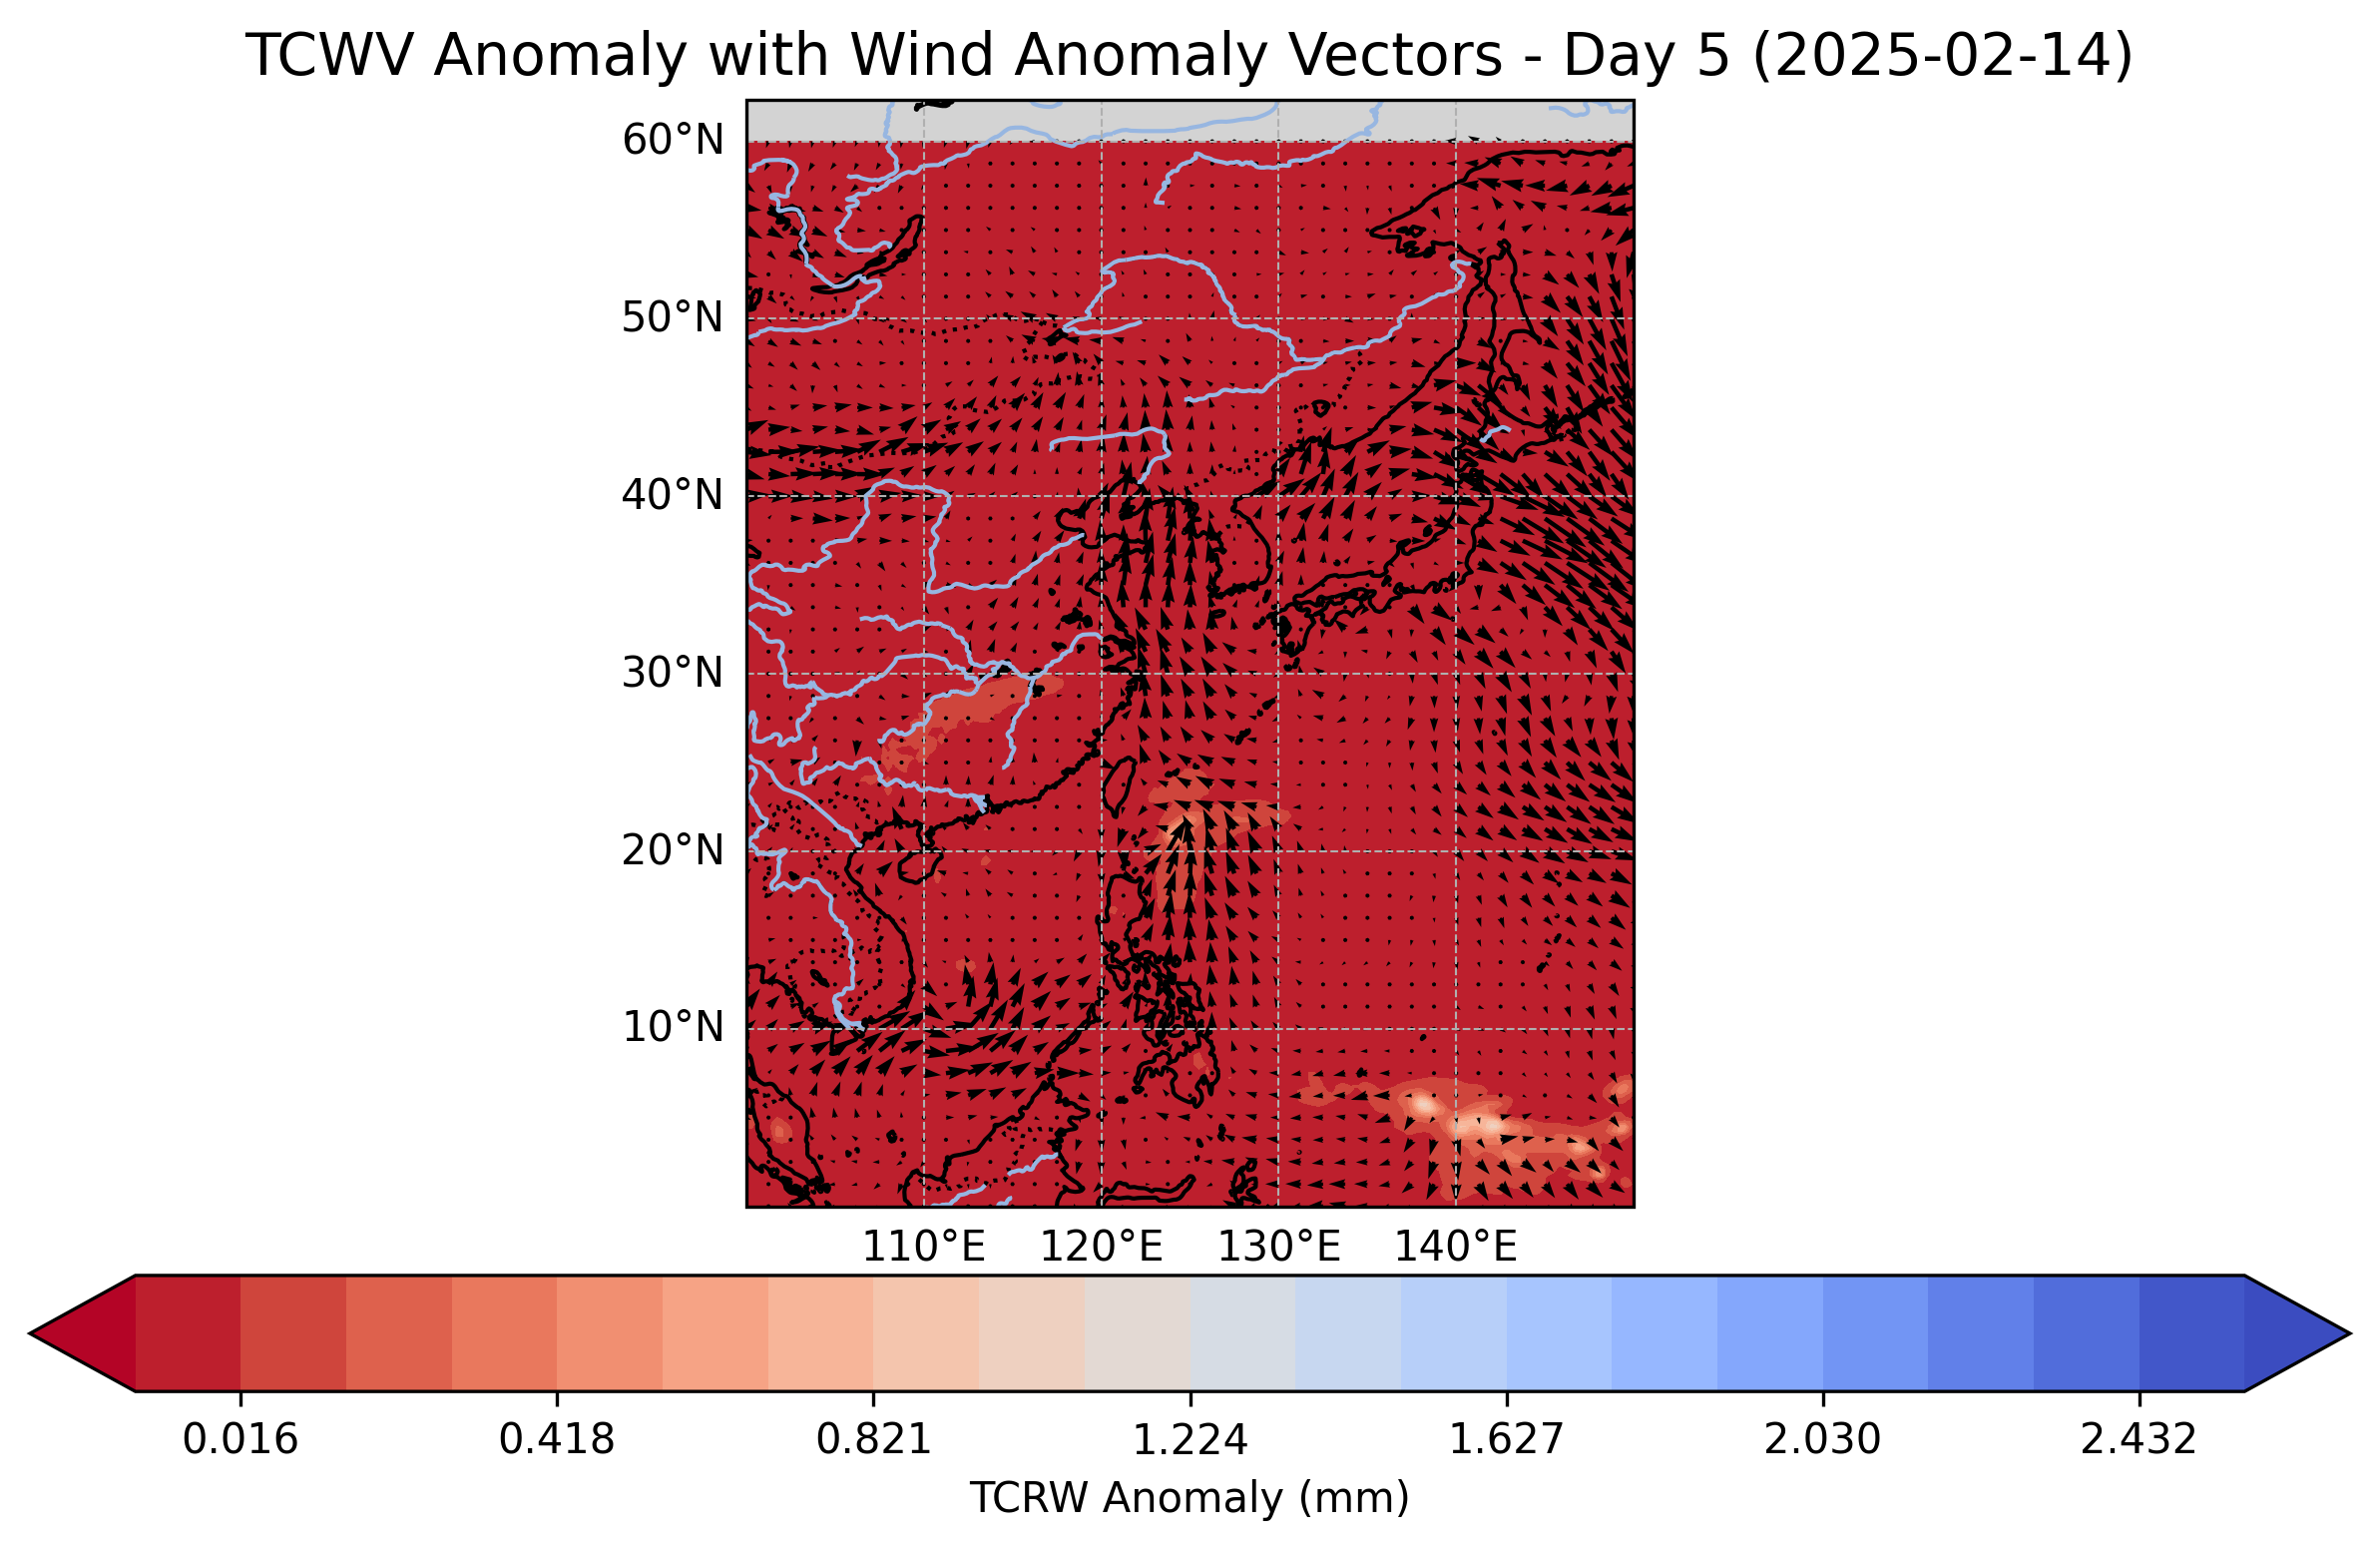 TCWV Anomaly with Wind Anomaly Vectors - Day 5 (2025-02-14)
60°N
50°N
40°N
30°N
20°N
10°N
110°E 120°E 130°E 140°E
0.016 0.418 0.821 1.224 1.627 2.030 2.432
TCRW Anomaly (mm)